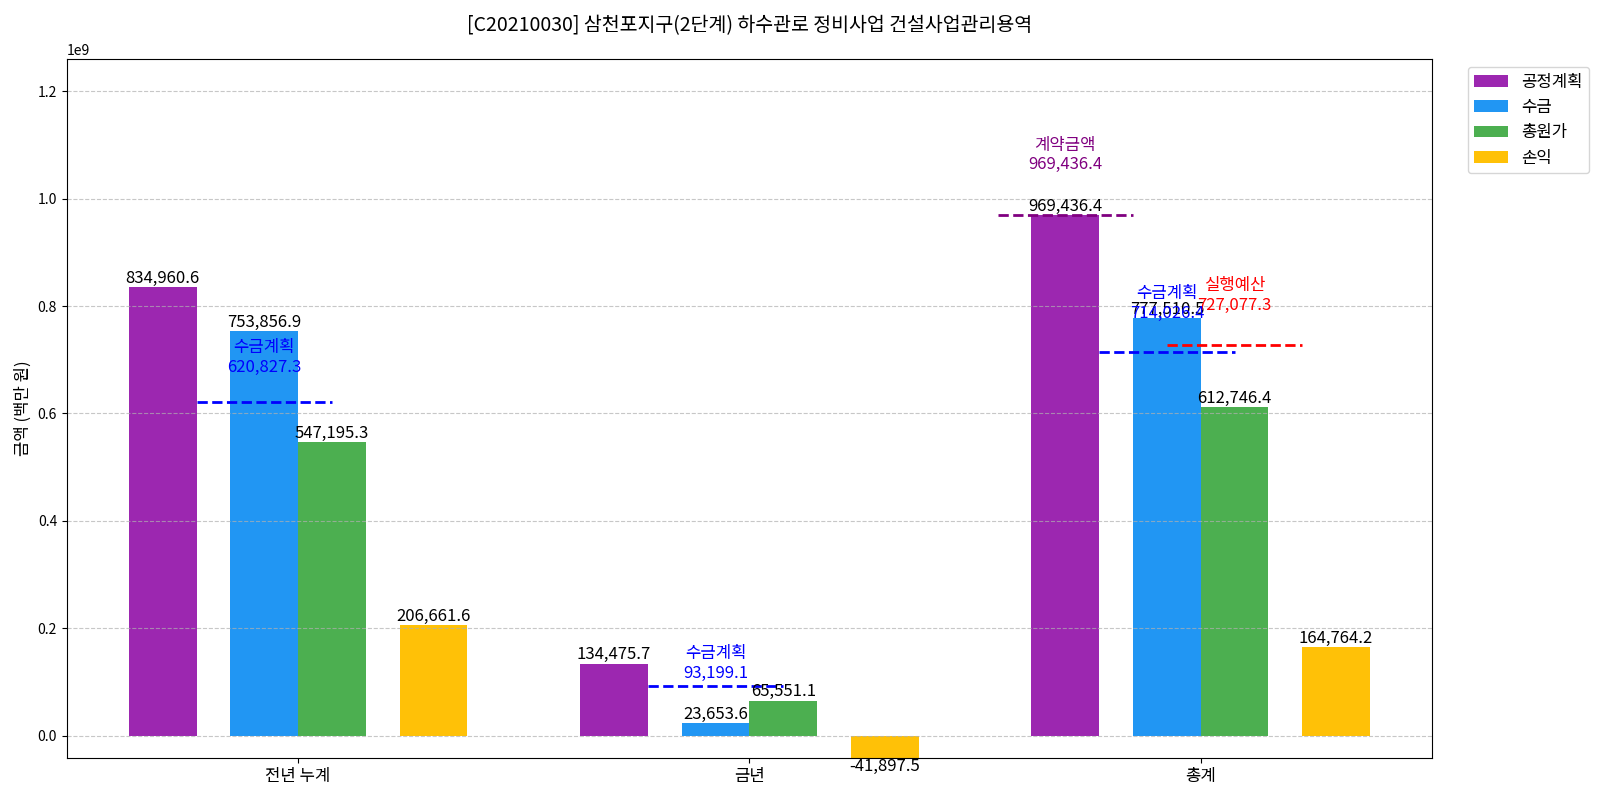 [C20210030] 삼천포지구(2단계) 하수관로 정비사업 건설사업관리용역
1e9
공정계획
수금
총원가
손익
금액 (백만 원)
1.2
1.0
0.8
0.6
0.4
0.2
0.0
834,960.6
753,856.9
수금계획
620,827.3
547,195.3
206,661.6
134,475.7
수금계획
93,199.1
23,653.6
65,551.1
-41,897.5
계약금액
969,436.4
969,436.4
수금계획
714,026.4
777,510.5
실행예산
727,077.3
612,746.4
164,764.2
전년 누계
금년
총계